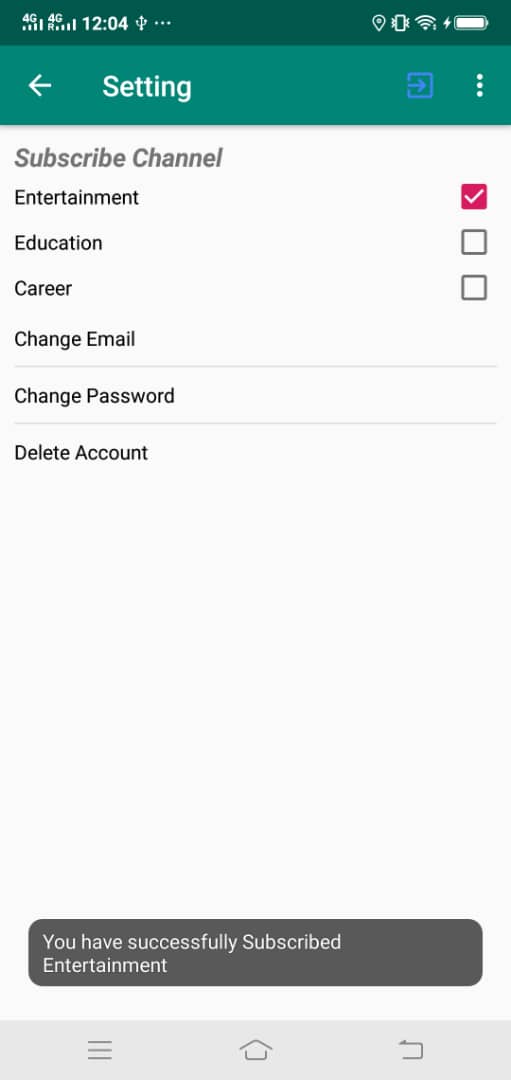 4G 4G R 12:04
Setting
Subscribe Channel
Entertainment
Education
Career
Change Email
Change Password
Delete Account
You have successfully Subscribed
Entertainment